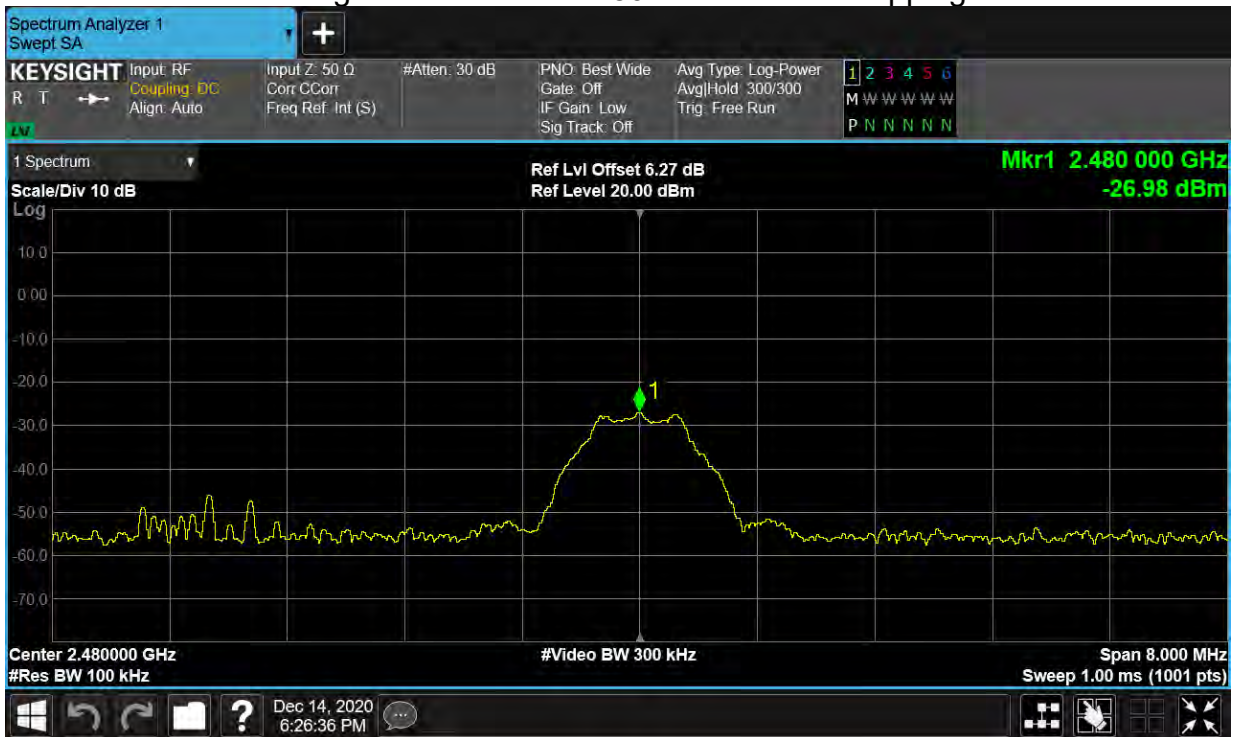 Spectrum Analyzer 1
Swept SA
KEYSIGHT Input: RF Input Z: 50 Ω #Atten: 30 dB PNO: Best Wide Avg Type: Log-Power 1 2 3 4 5 6
R T Coupling: DC Corr CCorr Gate: Off Avg|Hold: 300/300 M W W W W W
Align: Auto Freq Ref: Int (S) IF Gain: Low Trig: Free Run
Sig Track: Off P N N N N N
LXI
1 Spectrum Ref Lvl Offset 6.27 dB Mkr1 2.480 000 GHz
Scale/Div 10 dB Ref Level 20.00 dBm -26.98 dBm
Log
10.0
0.00
1
-10.0
-20.0
-30.0
-40.0
-50.0
-60.0
-70.0
Center 2.480000 GHz #Video BW 300 kHz Span 8.000 MHz
#Res BW 100 kHz Sweep 1.00 ms (1001 pts)
? Dec 14, 2020
6:26:36 PM